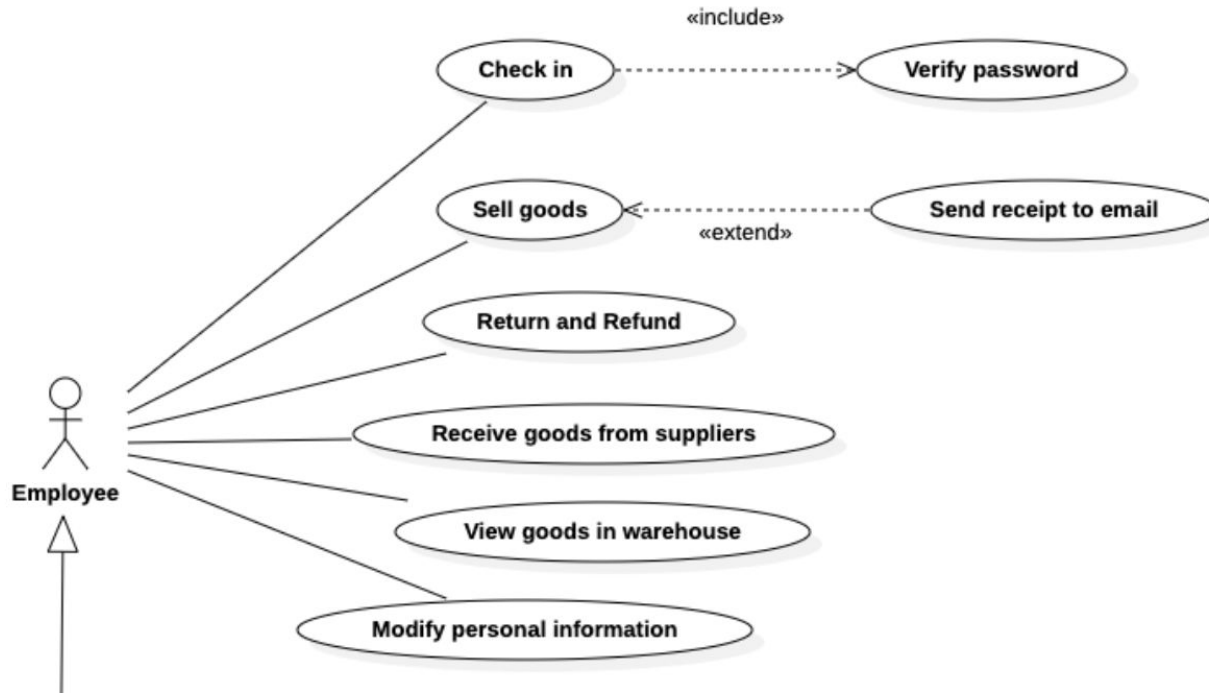 «include»
Check in
Verify password
Sell goods
Send receipt to email
«extend»
Return and Refund
Receive goods from suppliers
Employee
View goods in warehouse
Modify personal information